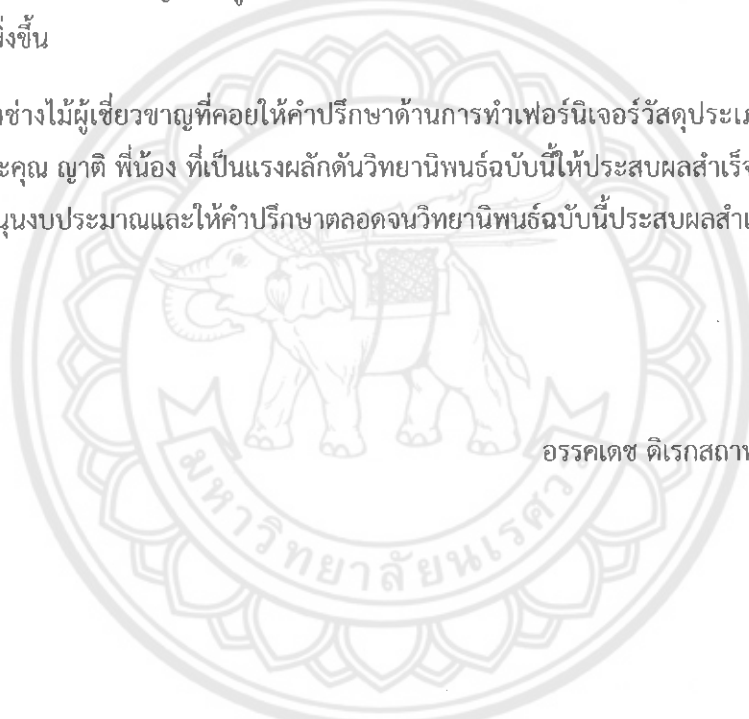 ิ่งขึ้น
ช่างไม้ผู้เชี่ยวขาญที่คอยให้คำปรึกษาด้านการทำเฟอร์นิเจอร์วัสดุประเภ
ะคุณ ญาติ พี่น้อง ที่เป็นแรงผลักดันวิทยานิพนธ์ฉบับนี้ให้ประสบผลสำเร็จ
นุนงบประมาณและให้คำปรึกษาตลอดจนวิทยานิพนธ์ฉบับนี้ประสบผลสำเ
อรรคเดช ดิเรกสถาพ
มหาวิทยาลัยนเรศวร